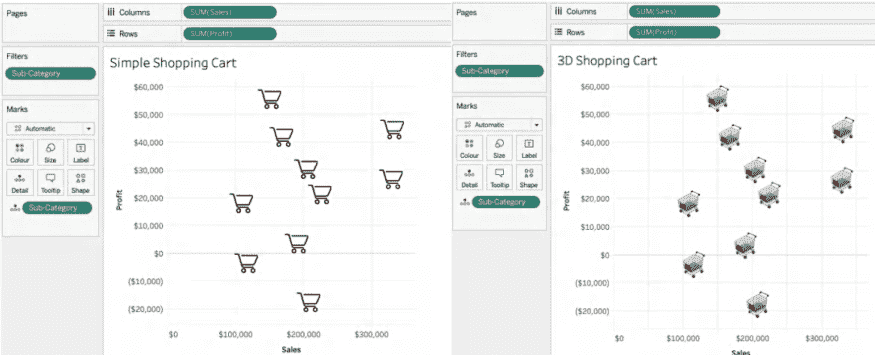 Pages
Columns
SUM(Sales)
Rows
SUM(Profit)
Filters
Sub-Category
Marks
Automatic
Colour
Size
Label
Detail
Tooltip
Shape
Sub-Category
Simple Shopping Cart
$60,000
$50,000
$40,000
$30,000
$20,000
$10,000
$0
($10,000)
($20,000)
Profit
$0
$100,000
$200,000
$300,000
Sales
Pages
Columns
SUM(Sales)
Rows
SUM(Profit)
Filters
Sub-Category
Marks
Automatic
Colour
Size
Label
Detail
Tooltip
Shape
Sub-Category
3D Shopping Cart
$60,000
$50,000
$40,000
$30,000
$20,000
$10,000
$0
($10,000)
($20,000)
Profit
$0
$100,000
$200,000
$300,000
Sales